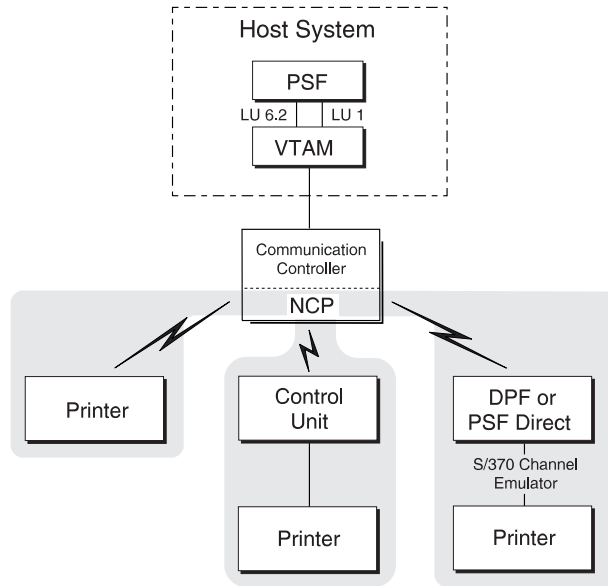 Host System
PSF
LU 6.2 LU 1
VTAM
Communication
Controller
NCP
Printer
Control
Unit
Printer
DPF or
PSF Direct
S/370 Channel
Emulator
Printer